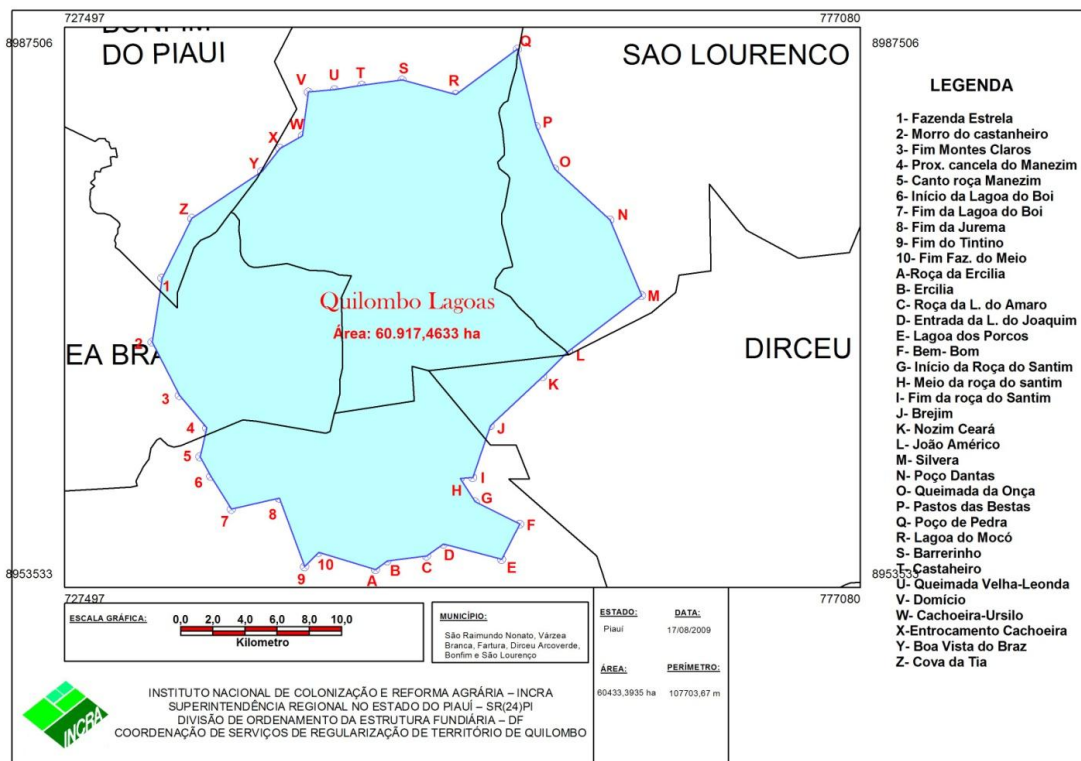 727497
777080
8987506
8987506
BONFIM
DO PIAUI
SAO LOURENCO
EA BRA
DIRCEU
Quilombo Lagoas
Área: 60.917,4633 ha
Q
S
T
U
V
R
W
X
P
Y
O
Z
N
1
M
2
L
K
3
4
J
5
6
I
H
G
7
8
F
D
E
9
10
A
B
C
8953533
8953533
727497
777080
LEGENDA
1- Fazenda Estrela
2- Morro do castanheiro
3- Fim Montes Claros
4- Prox. cancela do Manezim
5- Canto roça Manezim
6- Início da Lagoa do Boi
7- Fim da Lagoa do Boi
8- Fim da Jurema
9- Fim do Tintino
10- Fim Faz. do Meio
A-Roça da Ercilia
B- Ercilia
C- Roça da L. do Amaro
D- Entrada da L. do Joaquim
E- Lagoa dos Porcos
F- Bem- Bom
G- Início da Roça do Santim
H- Meio da roça do santim
I- Fim da roça do Santim
J- Brejim
K- Nozim Ceará
L- João Américo
M- Silvera
N- Poço Dantas
O- Queimada da Onça
P- Pastos das Bestas
Q- Poço de Pedra
R- Lagoa do Mocó
S- Barrerinho
T- Castaheiro
U- Queimada Velha-Leonda
V- Domício
W- Cachoeira-Ursilo
X-Entrocamento Cachoeira
Y- Boa Vista do Braz
Z- Cova da Tia
ESCALA GRÁFICA:
0,0 2,0 4,0 6,0 8,0 10,0
Kilometro
MUNICÍPIO:
São Raimundo Nonato, Várzea
Branca, Fartura, Dirceu Arcoverde,
Bonfim e São Lourenço
ESTADO:
Piauí
DATA:
17/08/2009
ÁREA:
60433,3935 ha
PERÍMETRO:
107703,67 m
INCRA
INSTITUTO NACIONAL DE COLONIZAÇÃO E REFORMA AGRÁRIA – INCRA
SUPERINTENDÊNCIA REGIONAL NO ESTADO DO PIAUÍ – SR(24)PI
DIVISÃO DE ORDENAMENTO DA ESTRUTURA FUNDIÁRIA – DF
COORDENAÇÃO DE SERVIÇOS DE REGULARIZAÇÃO DE TERRITÓRIO DE QUILOMBO